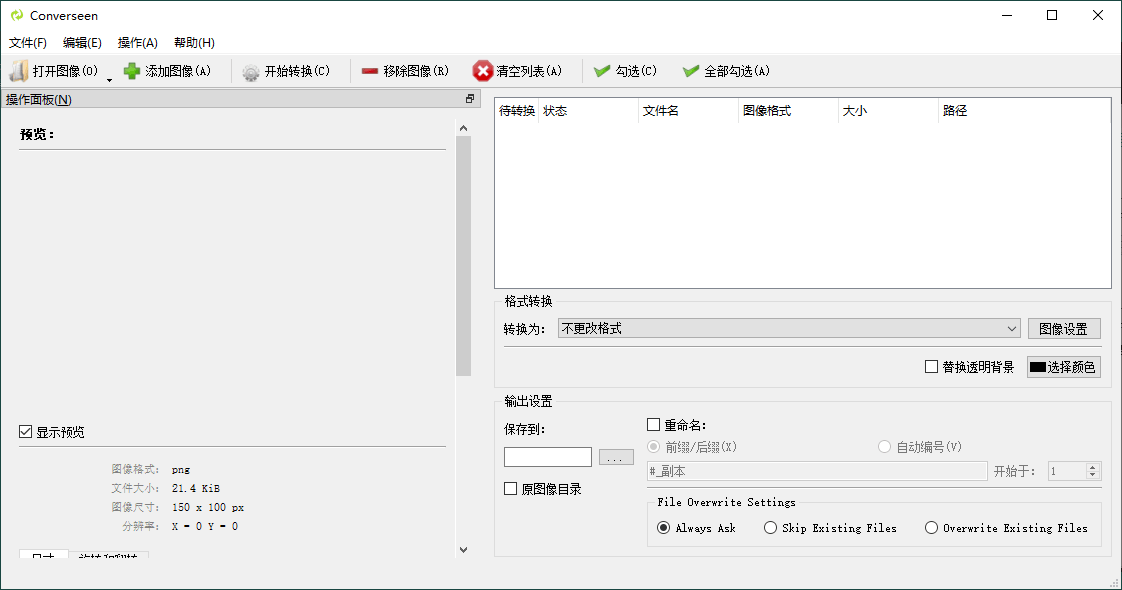 Converseen
文件(F) 编辑(E) 操作(A) 帮助(H)
打开图像(O) 添加图像(A) 开始转换(C) 移除图像(R) 清空列表(A) 勾选(C) 全部勾选(A)
操作面板(N)
预览：
显示预览
图像格式： png
文件大小： 21.4 KiB
图像尺寸： 150 x 100 px
分辨率： X = 0 Y = 0
尺寸 旋转和翻转
待转换 状态 文件名 图像格式 大小 路径
格式转换
转换为： 不更改格式 图像设置
替换透明背景 选择颜色
输出设置
保存到：
...
原图像目录
重命名：
前缀/后缀(X) 自动编号(V)
#_副本 开始于： 1
File Overwrite Settings
Always Ask Skip Existing Files Overwrite Existing Files